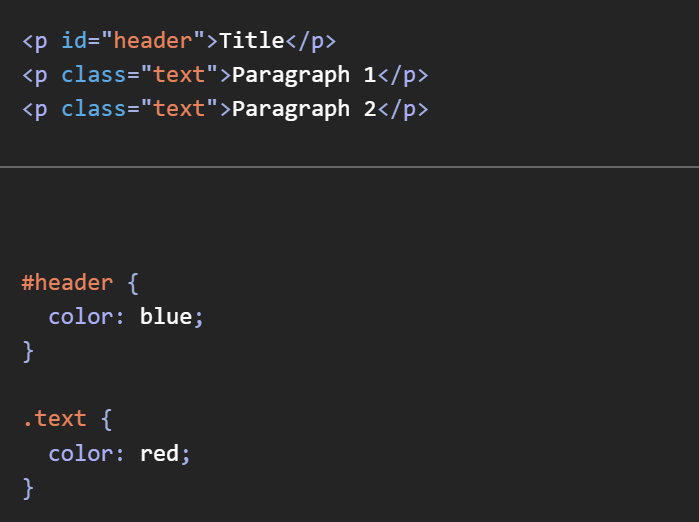 <p id="header">Title</p>
<p class="text">Paragraph 1</p>
<p class="text">Paragraph 2</p>
#header {
  color: blue;
}
.text {
  color: red;
}